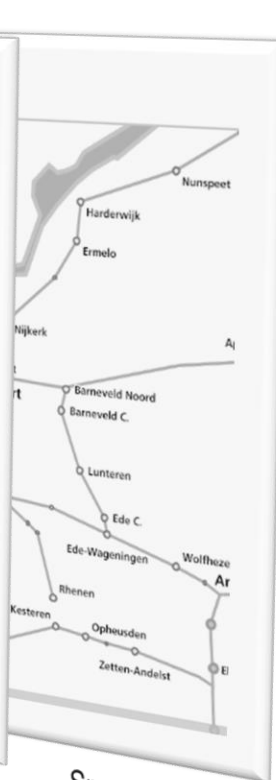 Nunspeet
Harderwijk
Ermelo
Nijkerk
Barneveld Noord
Barneveld C.
Lunteren
Ede C.
Ede-Wageningen
Wolfheze
Rhenen
Kesteren
Opheusden
Zetten-Andelst